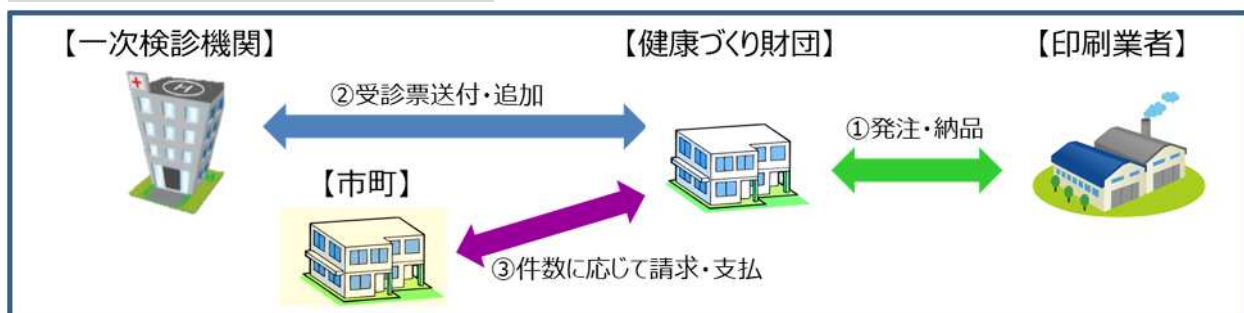 【一次検診機関】
【健康づくり財団】
【印刷業者】
②受診票送付・追加
①発注・納品
【市町】
③件数に応じて請求・支払
H